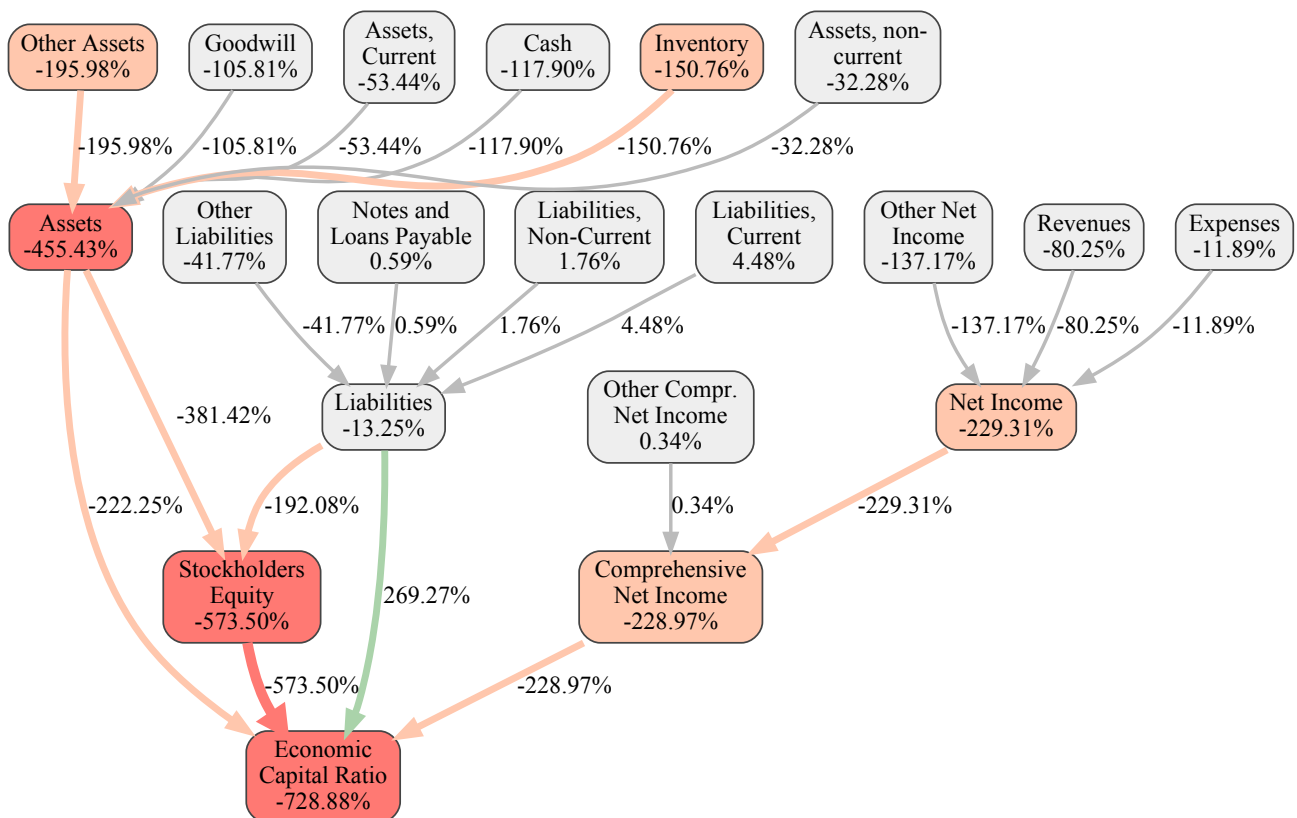 Other Assets
-195.98%
Goodwill
-105.81%
Assets,
Current
-53.44%
Cash
-117.90%
Inventory
-150.76%
Assets, non-
current
-32.28%
-195.98%
-105.81%
-53.44%
-117.90%
-150.76%
-32.28%
Assets
-455.43%
Other
Liabilities
-41.77%
Notes and
Loans Payable
0.59%
Liabilities,
Non-Current
1.76%
Liabilities,
Current
4.48%
Other Net
Income
-137.17%
Revenues
-80.25%
Expenses
-11.89%
-41.77%
0.59%
1.76%
4.48%
-137.17%
-80.25%
-11.89%
-381.42%
Liabilities
-13.25%
Other Compr.
Net Income
0.34%
Net Income
-229.31%
-222.25%
-192.08%
0.34%
-229.31%
Stockholders
Equity
-573.50%
269.27%
Comprehensive
Net Income
-228.97%
-573.50%
-228.97%
Economic
Capital Ratio
-728.88%